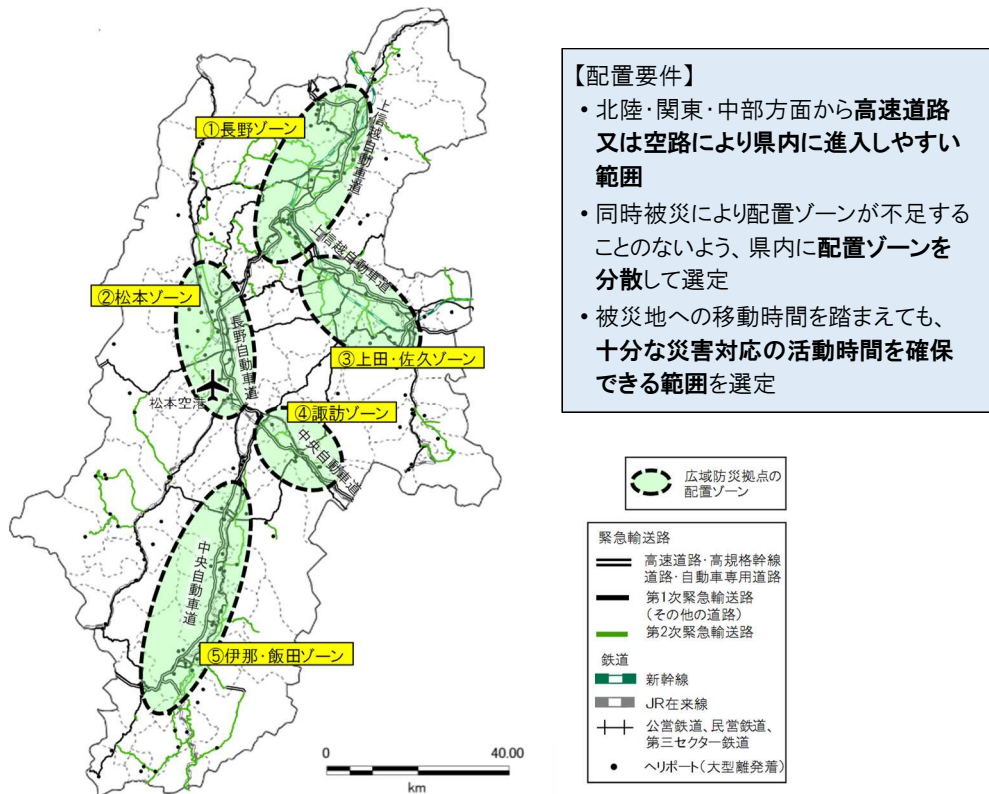 ①長野ゾーン
上信越自動車道
上信越自動車道
②松本ゾーン
長野自動車道
③上田・佐久ゾーン
松本空港
④諏訪ゾーン
中央自動車道
中央自動車道
⑤伊那・飯田ゾーン
0
40.00
km
【配置要件】
• 北陸・関東・中部方面から高速道路
又は空路により県内に進入しやすい
範囲
• 同時被災により配置ゾーンが不足する
ことのないよう、県内に配置ゾーンを
分散して選定
• 被災地への移動時間を踏まえても、
十分な災害対応の活動時間を確保
できる範囲を選定
広域防災拠点の
配置ゾーン
緊急輸送路
高速道路・高規格幹線
道路・自動車専用道路
第1次緊急輸送路
(その他の道路)
第2次緊急輸送路
鉄道
新幹線
JR在来線
公営鉄道、民営鉄道、
第三セクター鉄道
ヘリポート(大型離発着)